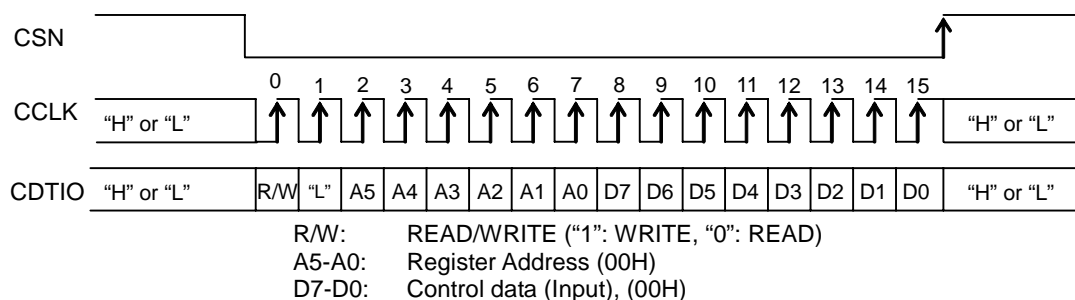 CSN
0 1 2 3 4 5 6 7 8 9 10 11 12 13 14 15
CCLK "H" or "L" "H" or "L"
CDTIO "H" or "L" R/W "L" A5 A4 A3 A2 A1 A0 D7 D6 D5 D4 D3 D2 D1 D0 "H" or "L"
R/W: READ/WRITE ("1": WRITE, "0": READ)
A5-A0: Register Address (00H)
D7-D0: Control data (Input), (00H)